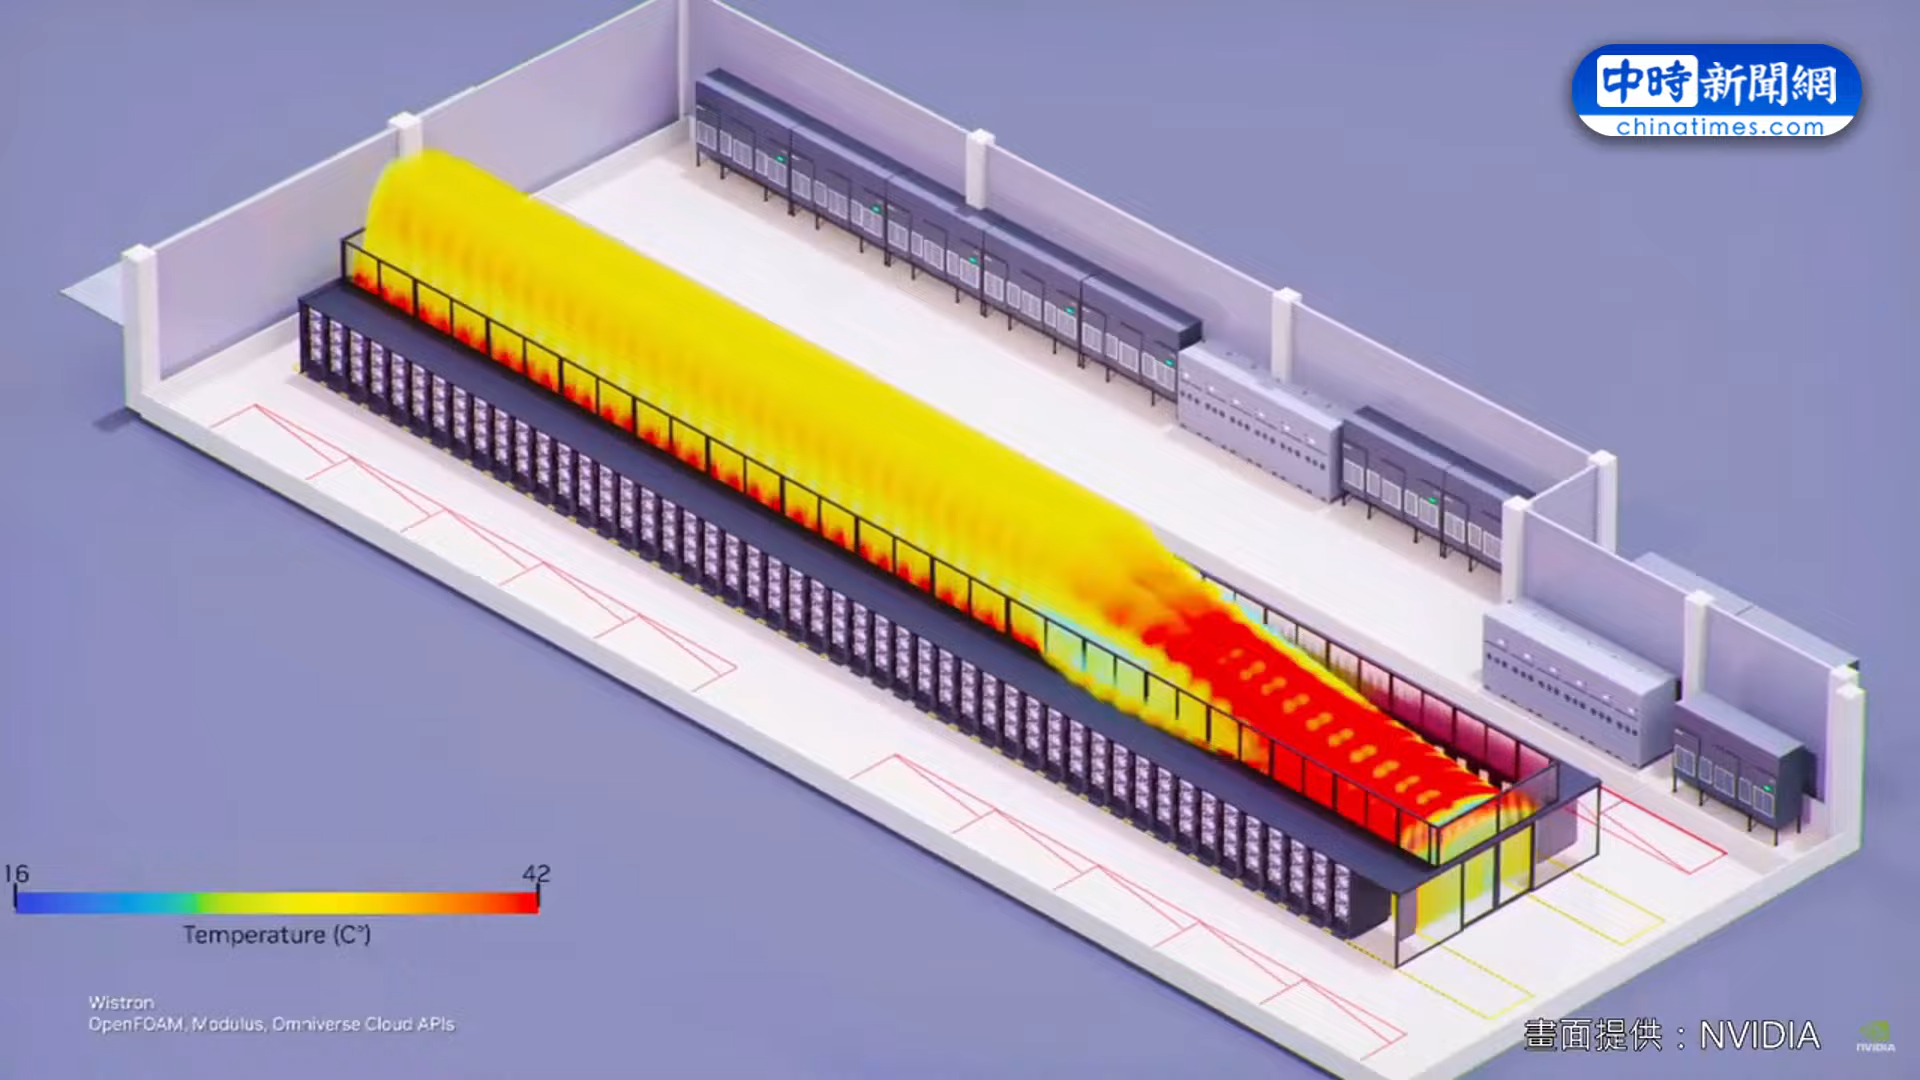 中時新聞網
chinatimes.com
16
42
Temperature (C°)
Wistron
OpenFOAM, Modulus, Omniverse Cloud APIs
畫面提供：NVIDIA
NVIDIA